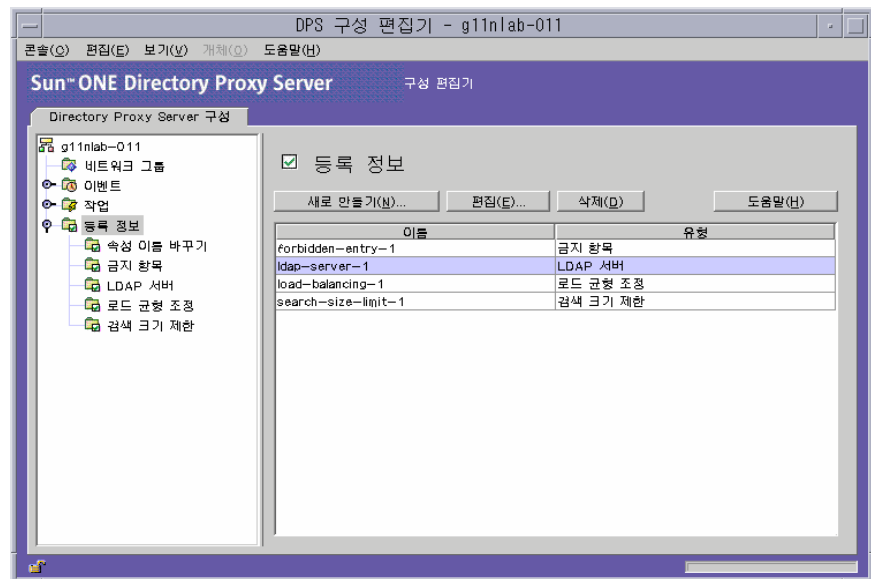 DPS 구성 편집기 - g11nlab-011
콘솔(O) 편집(E) 보기(V) 개체(O) 도움말(H)
Sun™ ONE Directory Proxy Server 구성 편집기
Directory Proxy Server 구성
g11nlab-011
비트워크 그룹
이벤트
작업
등록 정보
속성 이름 바꾸기
금지 항목
LDAP 서버
로드 균형 조정
검색 크기 제한
등록 정보
새로 만들기(N)... 편집(E)... 삭제(D) 도움말(H)
이름 유형
forbidden-entry-1 금지 항목
ldap-server-1 LDAP 서버
load-balancing-1 로드 균형 조정
search-size-limit-1 검색 크기 제한